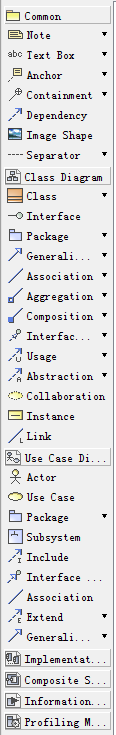 Common
Note
abc Text Box
Anchor
Containment
Dependency
Image Shape
Separator
Class Diagram
Class
Interface
Package
Generali...
Association
Aggregation
Composition
Interfac...
Usage
Abstraction
Collaboration
Instance
Link
Use Case Di...
Actor
Use Case
Package
Subsystem
Include
Interface ...
Association
Extend
Generali...
Implementat...
Composite S...
Information...
Profiling M...